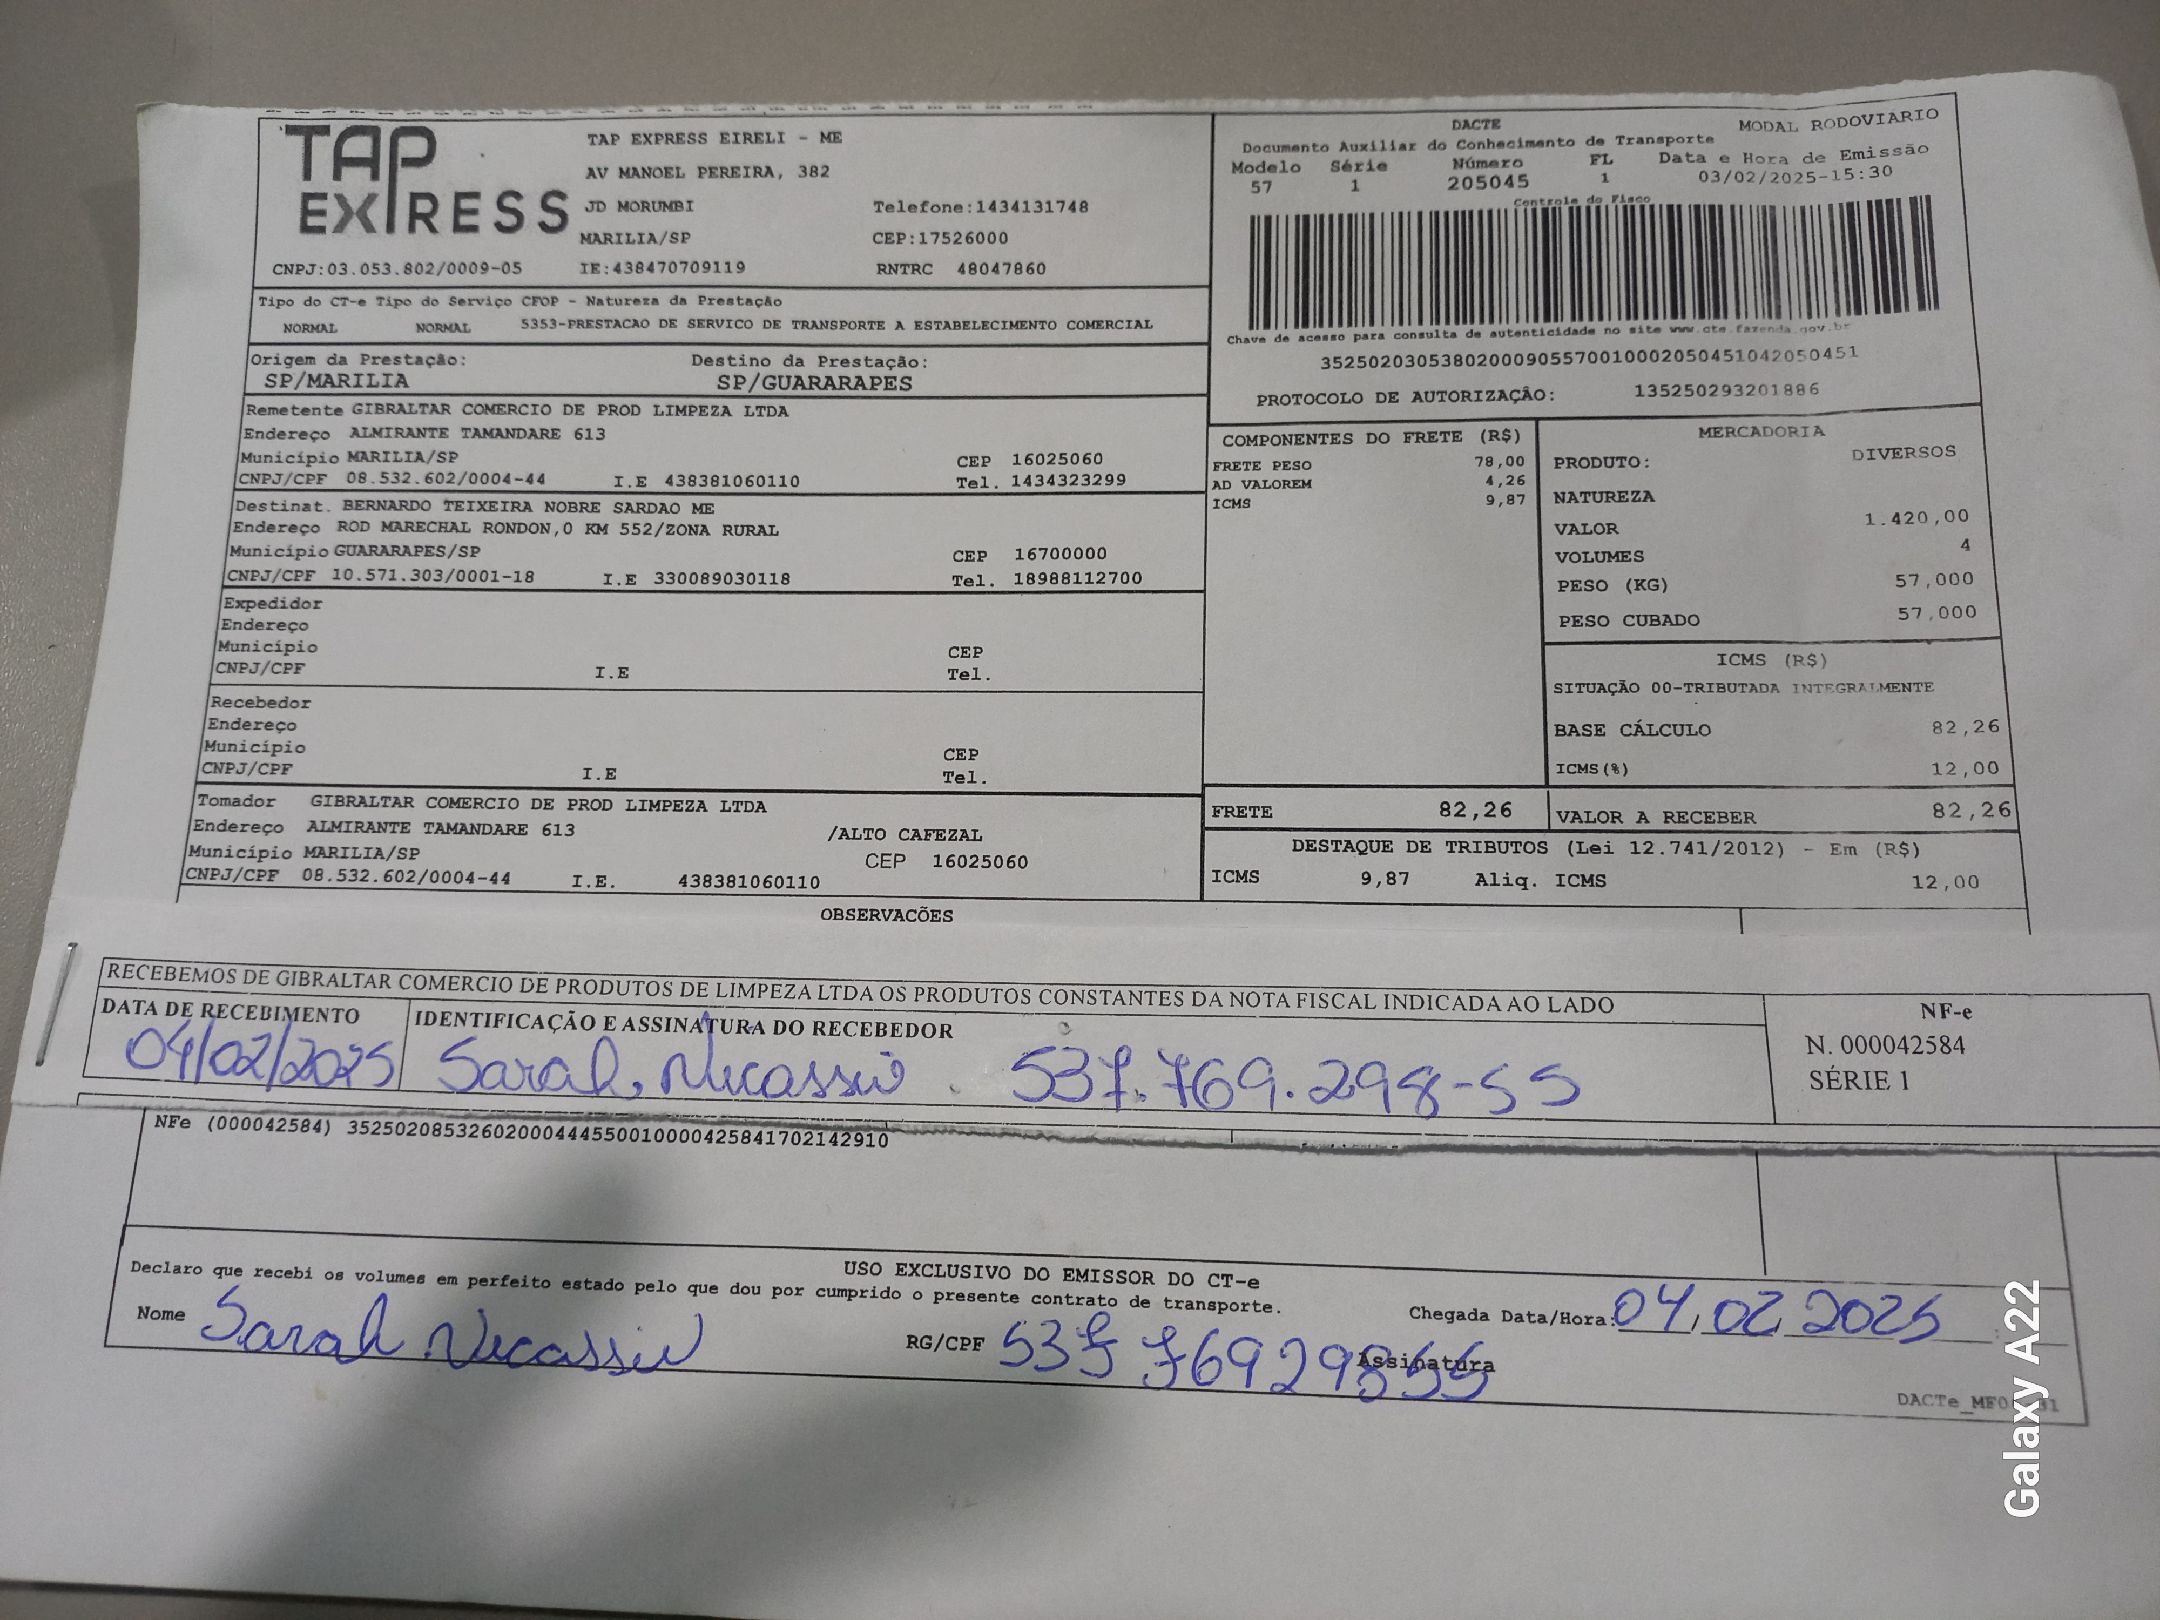 TAP EXPRESS
TAP EXPRESS EIRELI - ME
AV MANOEL PEREIRA, 382
JD MORUMBI Telefone:1434131748
MARILIA/SP CEP:17526000
CNPJ:03.053.802/0009-05 IE:438470709119 RNTRC 48047860
Tipo do CT-e Tipo do Serviço CFOP - Natureza da Prestação
NORMAL NORMAL 5353-PRESTACAO DE SERVICO DE TRANSPORTE A ESTABELECIMENTO COMERCIAL
Origem da Prestação: Destino da Prestação:
SP/MARILIA SP/GUARARAPES
Remetente GIBRALTAR COMERCIO DE PROD LIMPEZA LTDA
Endereço ALMIRANTE TAMANDARE 613
Município MARILIA/SP CEP 16025060
CNPJ/CPF 08.532.602/0004-44 I.E 438381060110 Tel. 1434323299
Destinat. BERNARDO TEIXEIRA NOBRE SARDAO ME
Endereço ROD MARECHAL RONDON,0 KM 552/ZONA RURAL
Município GUARARAPES/SP CEP 16700000
CNPJ/CPF 10.571.303/0001-18 I.E 330089030118 Tel. 18988112700
Expedidor
Endereço
Município CEP
CNPJ/CPF I.E Tel.
Recebedor
Endereço
Município CEP
CNPJ/CPF I.E Tel.
Tomador GIBRALTAR COMERCIO DE PROD LIMPEZA LTDA
Endereço ALMIRANTE TAMANDARE 613 /ALTO CAFEZAL
Município MARILIA/SP CEP 16025060
CNPJ/CPF 08.532.602/0004-44 I.E. 438381060110
DACTE MODAL RODOVIARIO
Documento Auxiliar do Conhecimento de Transporte
Modelo Série Número FL Data e Hora de Emissão
57 1 205045 1 03/02/2025-15:30
Controle do Fisco
Chave de acesso para consulta de autenticidade no site www.cte.fazenda.gov.br
35250203053802000905570010002050451042050451
PROTOCOLO DE AUTORIZAÇÂO: 135250293201886
COMPONENTES DO FRETE (R$)
FRETE PESO 78,00
AD VALOREM 4,26
ICMS 9,87
MERCADORIA
PRODUTO: DIVERSOS
NATUREZA
VALOR 1.420,00
VOLUMES 4
PESO (KG) 57,000
PESO CUBADO 57,000
ICMS (R$)
SITUAÇÃO 00-TRIBUTADA INTEGRALMENTE
BASE CÁLCULO 82,26
ICMS(%) 12,00
FRETE 82,26 VALOR A RECEBER 82,26
DESTAQUE DE TRIBUTOS (Lei 12.741/2012) - Em (R$)
ICMS 9,87 Aliq. ICMS 12,00
OBSERVACÕES
RECEBEMOS DE GIBRALTAR COMERCIO DE PRODUTOS DE LIMPEZA LTDA OS PRODUTOS CONSTANTES DA NOTA FISCAL INDICADA AO LADO
DATA DE RECEBIMENTO IDENTIFICAÇÃO E ASSINATURA DO RECEBEDOR
04/02/2025 Sarah Nicassio 537.769.298-55
NF-e
N. 000042584
SÉRIE 1
NFe (000042584) 35250208532602000444550010000425841702142910
USO EXCLUSIVO DO EMISSOR DO CT-e
Declaro que recebi os volumes em perfeito estado pelo que dou por cumprido o presente contrato de transporte.
Nome Sarah Nicassio RG/CPF 537 769 29855 Assinatura
Chegada Data/Hora: 04, 02, 2025
Galaxy A22